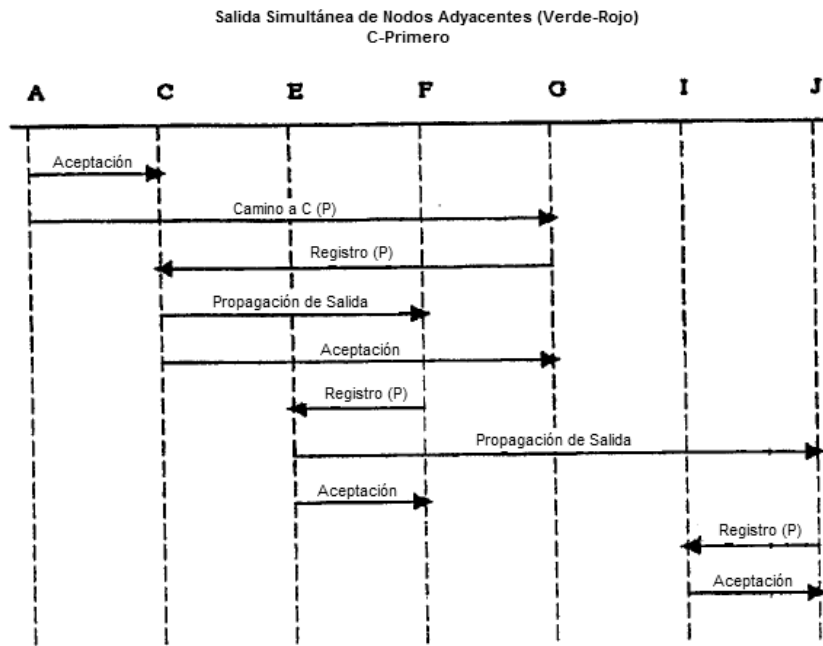 Salida Simultánea de Nodos Adyacentes (Verde-Rojo)
C-Primero
A C E F G I J
Aceptación
Camino a C (P)
Registro (P)
Propagación de Salida
Aceptación
Registro (P)
Propagación de Salida
Aceptación
Registro (P)
Aceptación